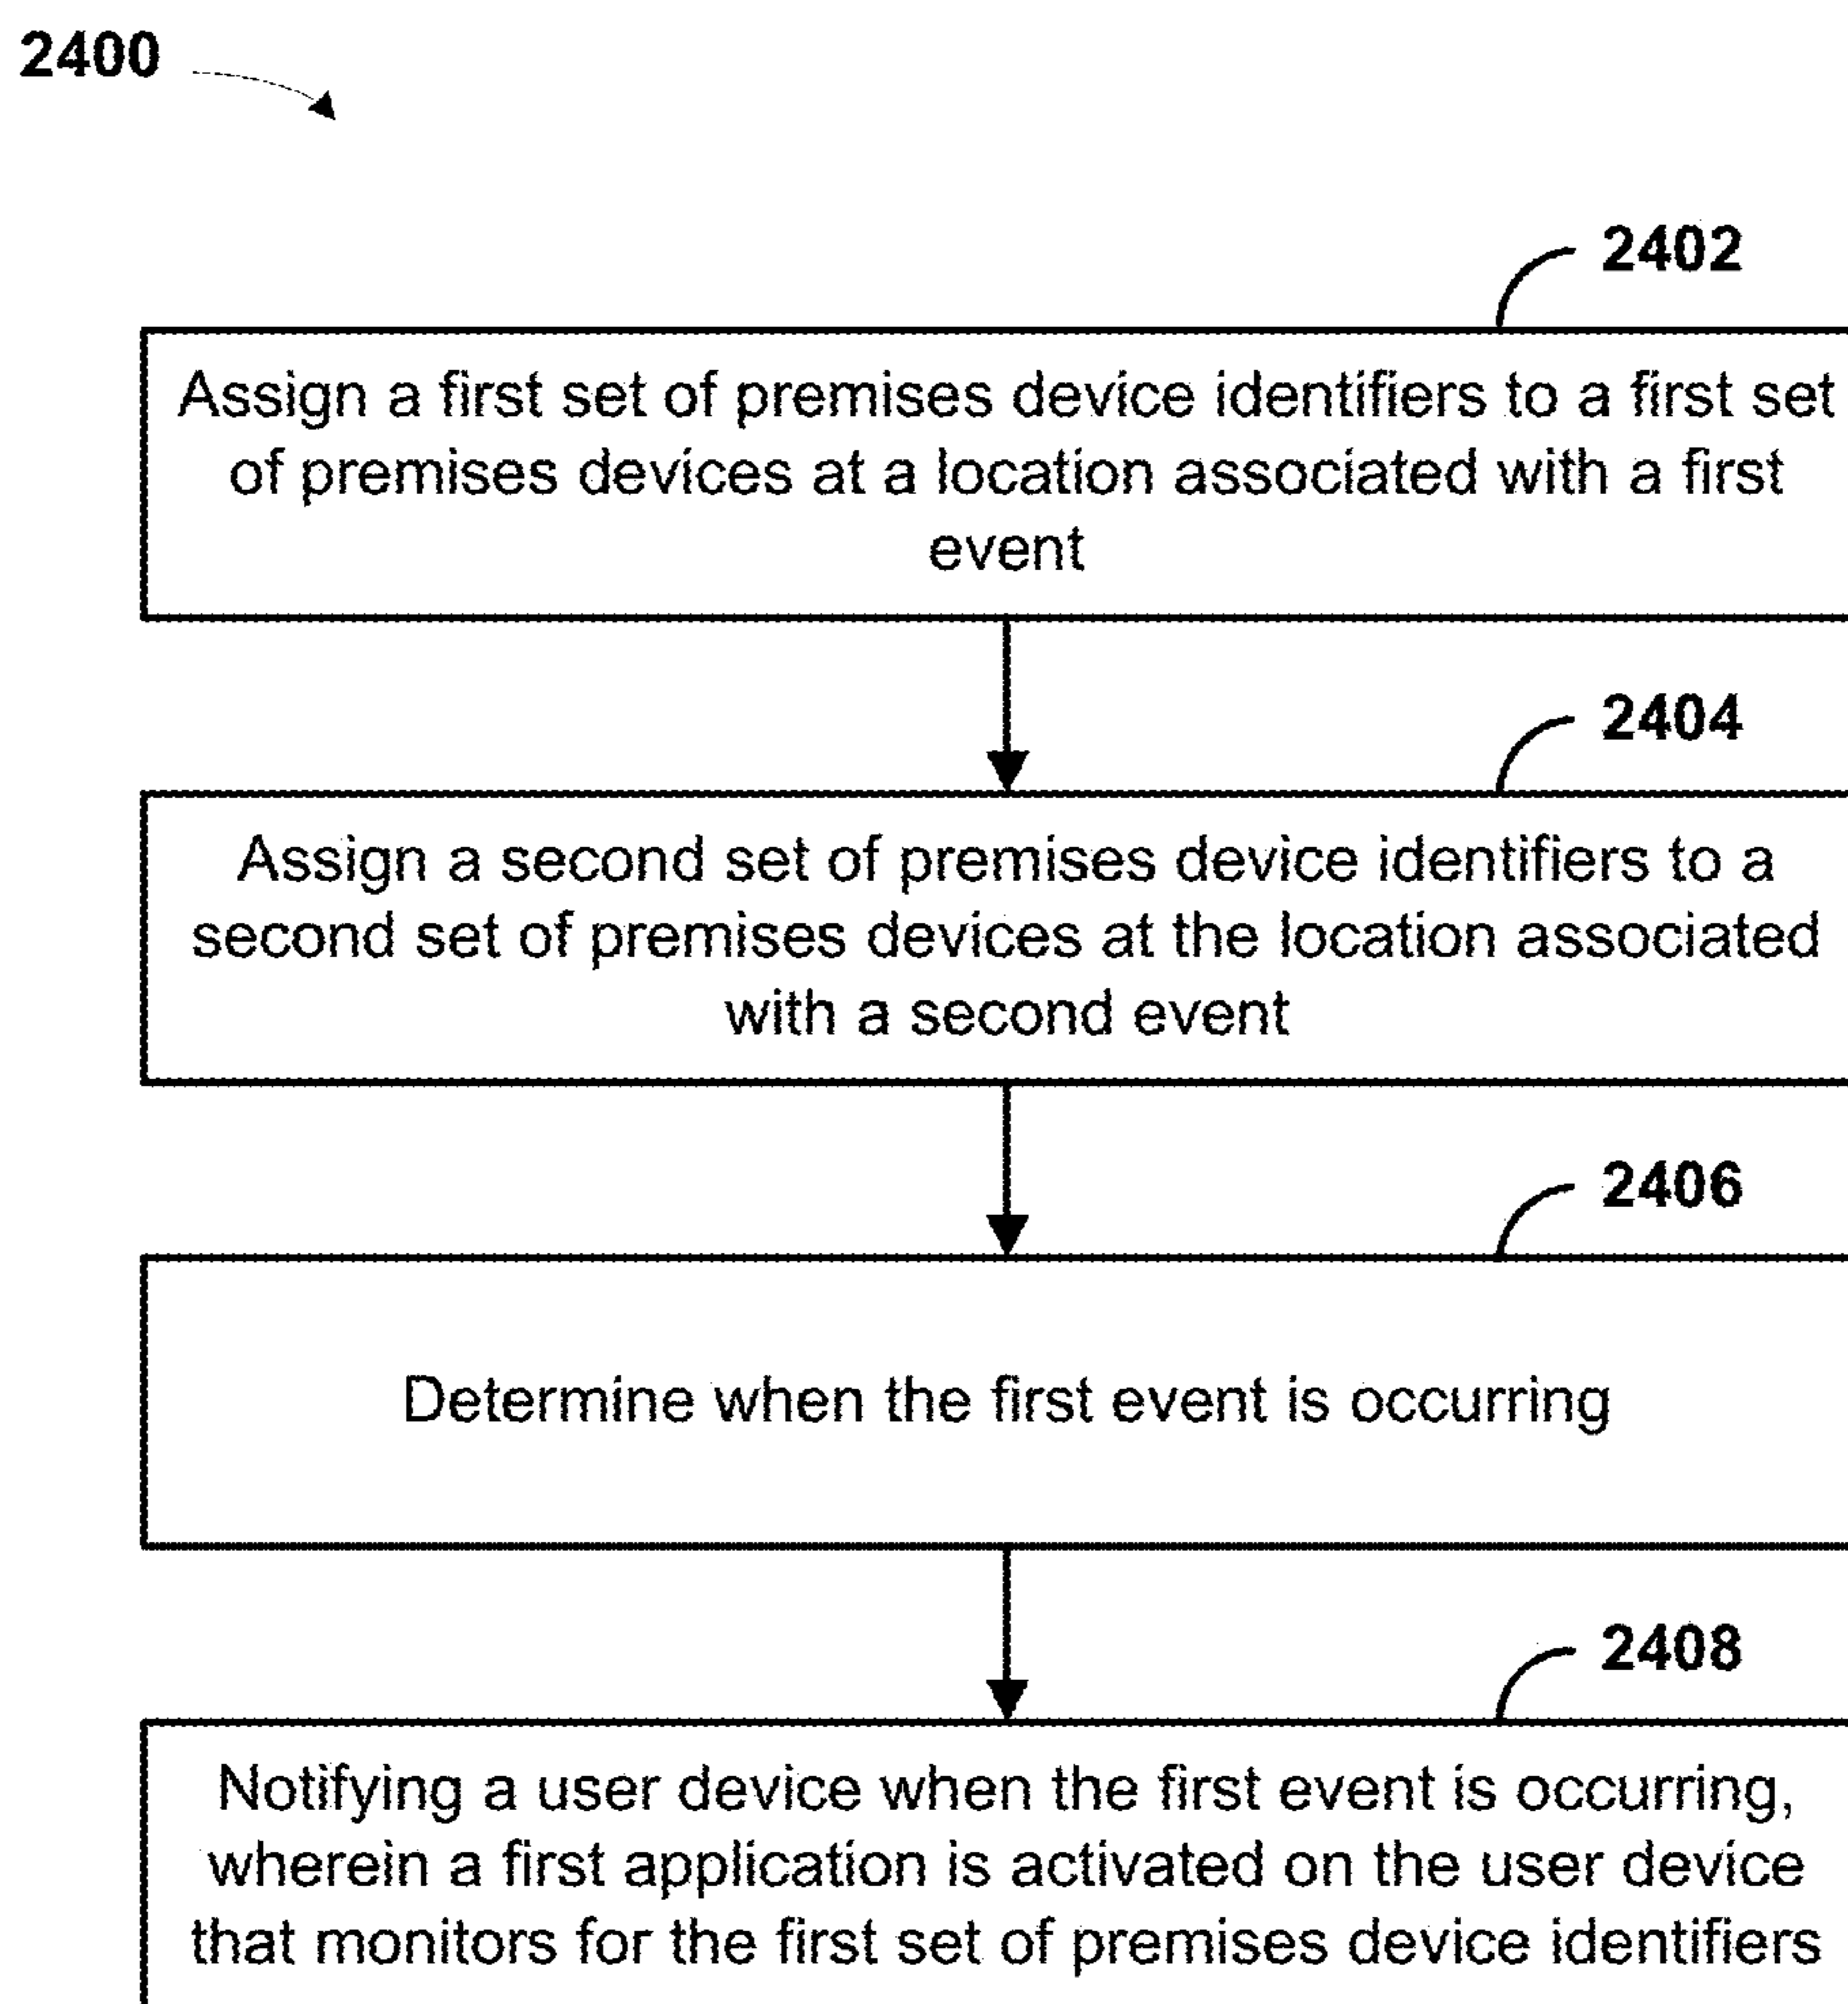 2400
2402
Assign a first set of premises device identifiers to a first set
of premises devices at a location associated with a first
event
2404
Assign a second set of premises device identifiers to a
second set of premises devices at the location associated
with a second event
2406
Determine when the first event is occurring
2408
Notifying a user device when the first event is occurring,
wherein a first application is activated on the user device
that monitors for the first set of premises device identifiers